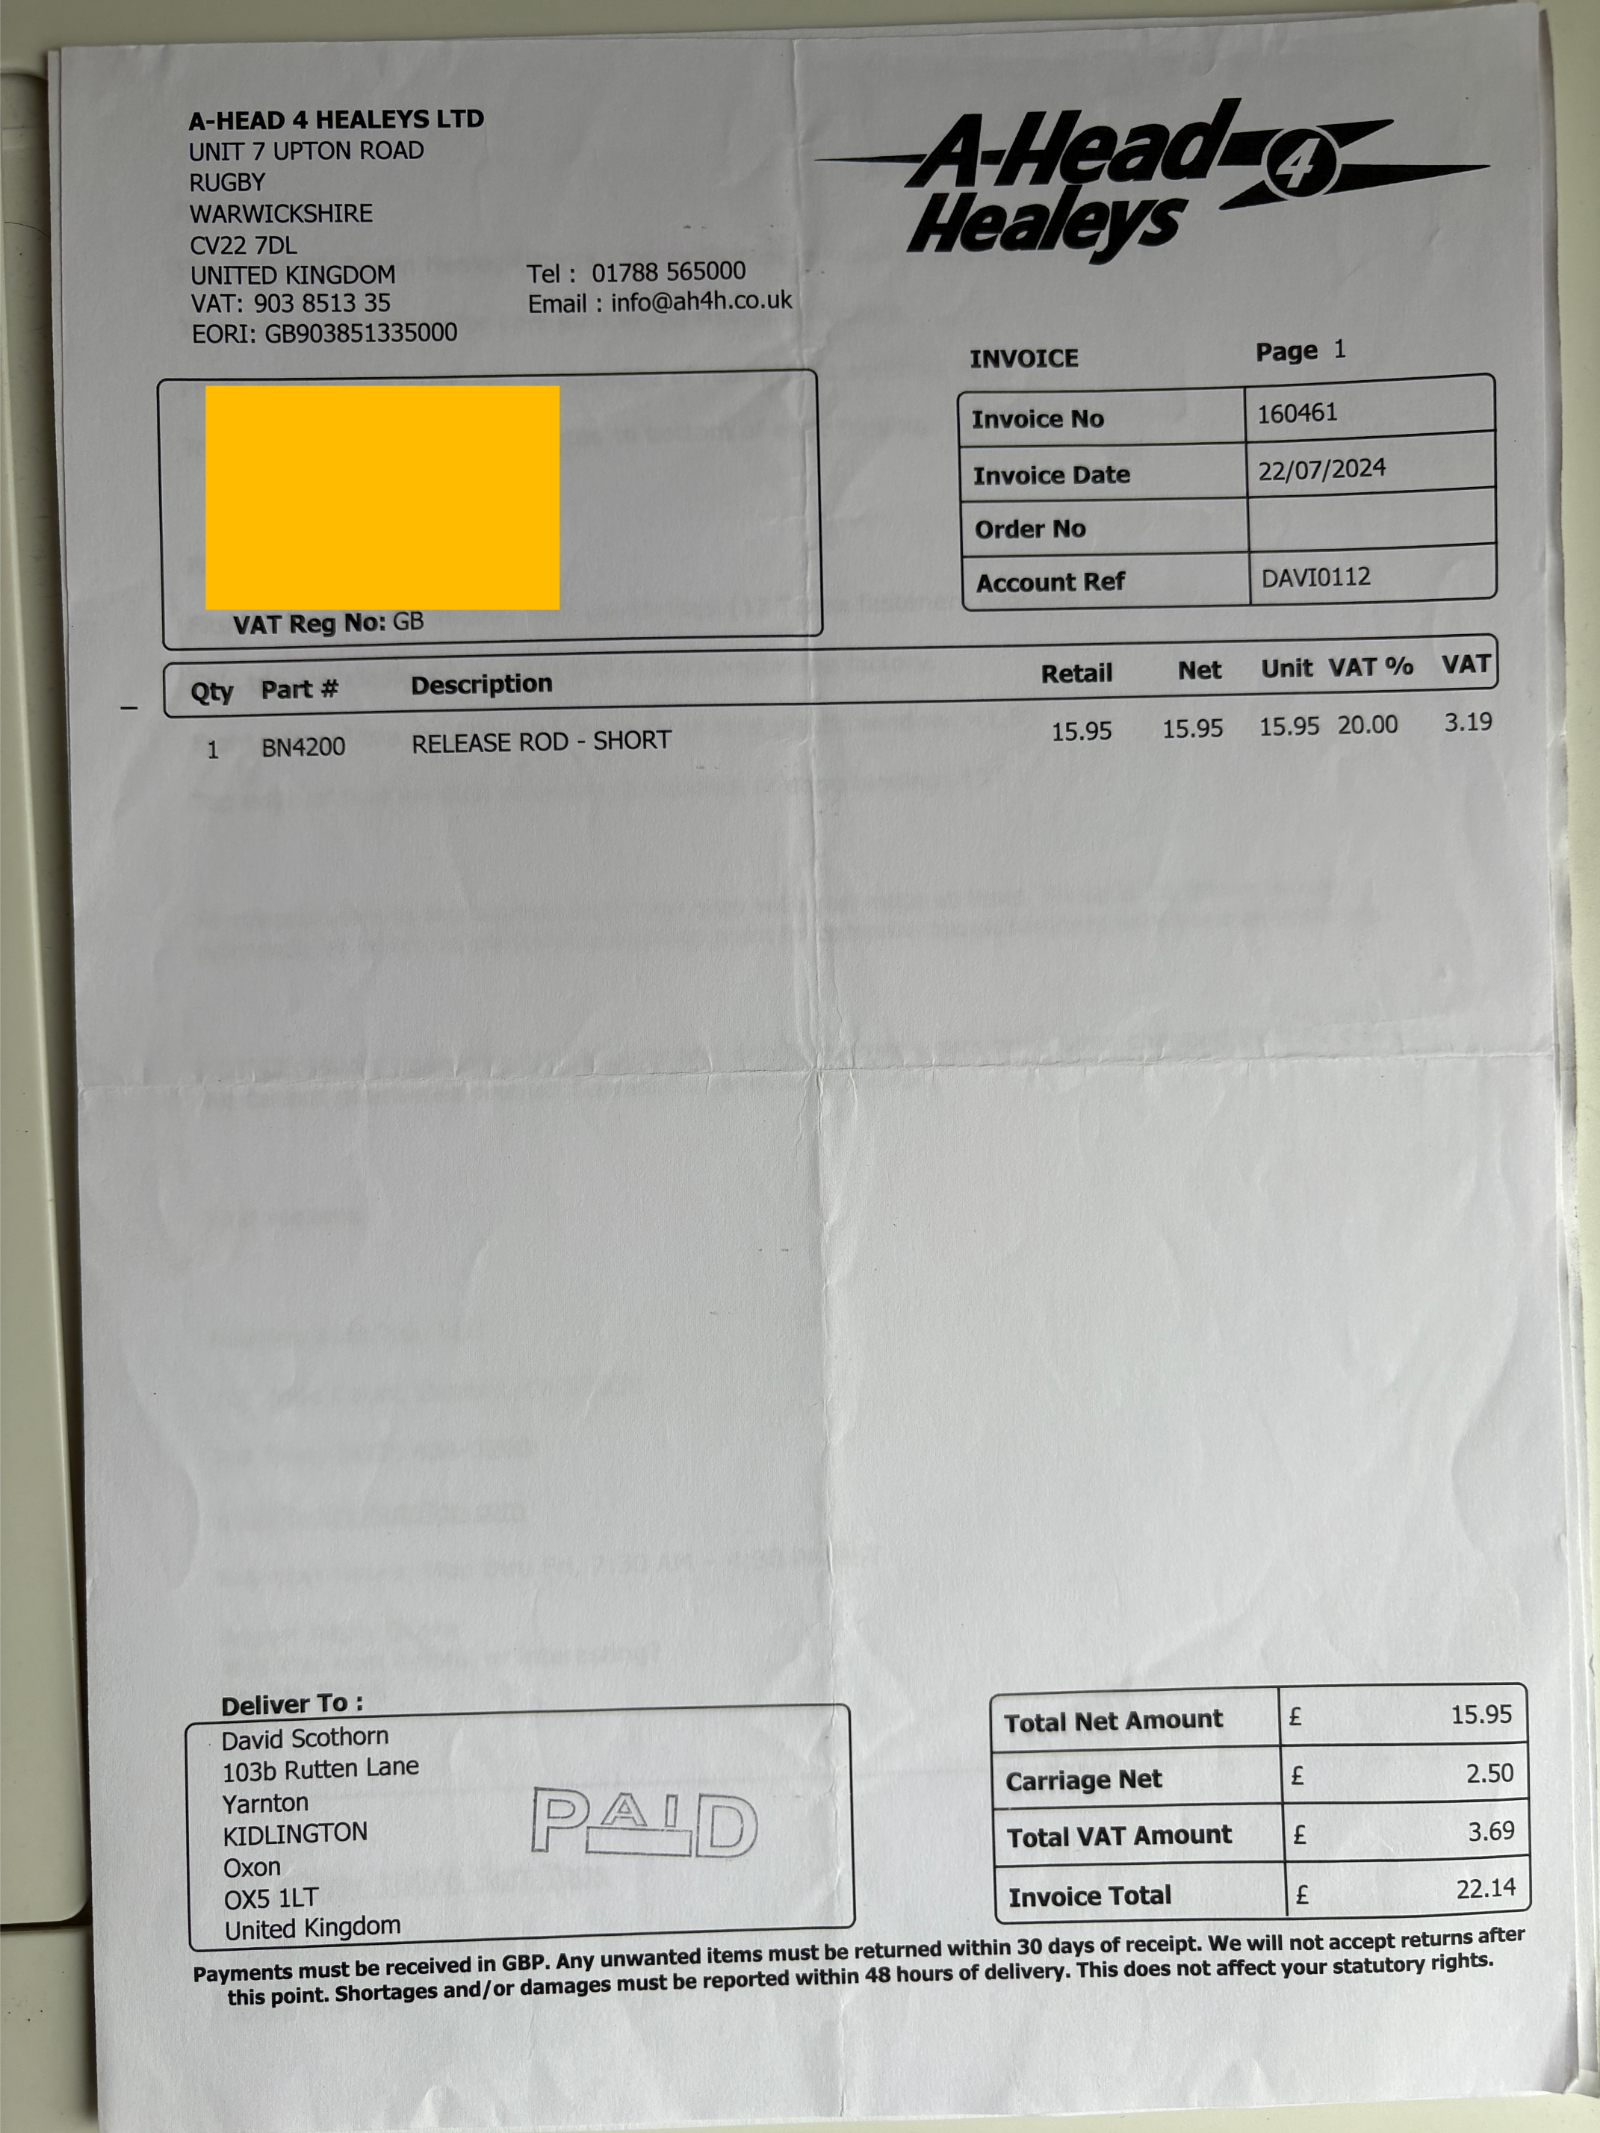 A-HEAD 4 HEALEYS LTD
UNIT 7 UPTON ROAD
RUGBY
WARWICKSHIRE
CV22 7DL
UNITED KINGDOM
VAT: 903 8513 35
EORI: GB903851335000
Tel : 01788 565000
Email : info@ah4h.co.uk
A-Head 4
Healeys
INVOICE Page 1
Invoice No 160461
Invoice Date 22/07/2024
Order No
Account Ref DAVI0112
VAT Reg No: GB
Qty Part # Description Retail Net Unit VAT % VAT
1 BN4200 RELEASE ROD - SHORT 15.95 15.95 15.95 20.00 3.19
Deliver To :
David Scothorn
103b Rutten Lane
Yarnton
KIDLINGTON
Oxon
OX5 1LT
United Kingdom
PAID
Total Net Amount £ 15.95
Carriage Net £ 2.50
Total VAT Amount £ 3.69
Invoice Total £ 22.14
Payments must be received in GBP. Any unwanted items must be returned within 30 days of receipt. We will not accept returns after
this point. Shortages and/or damages must be reported within 48 hours of delivery. This does not affect your statutory rights.